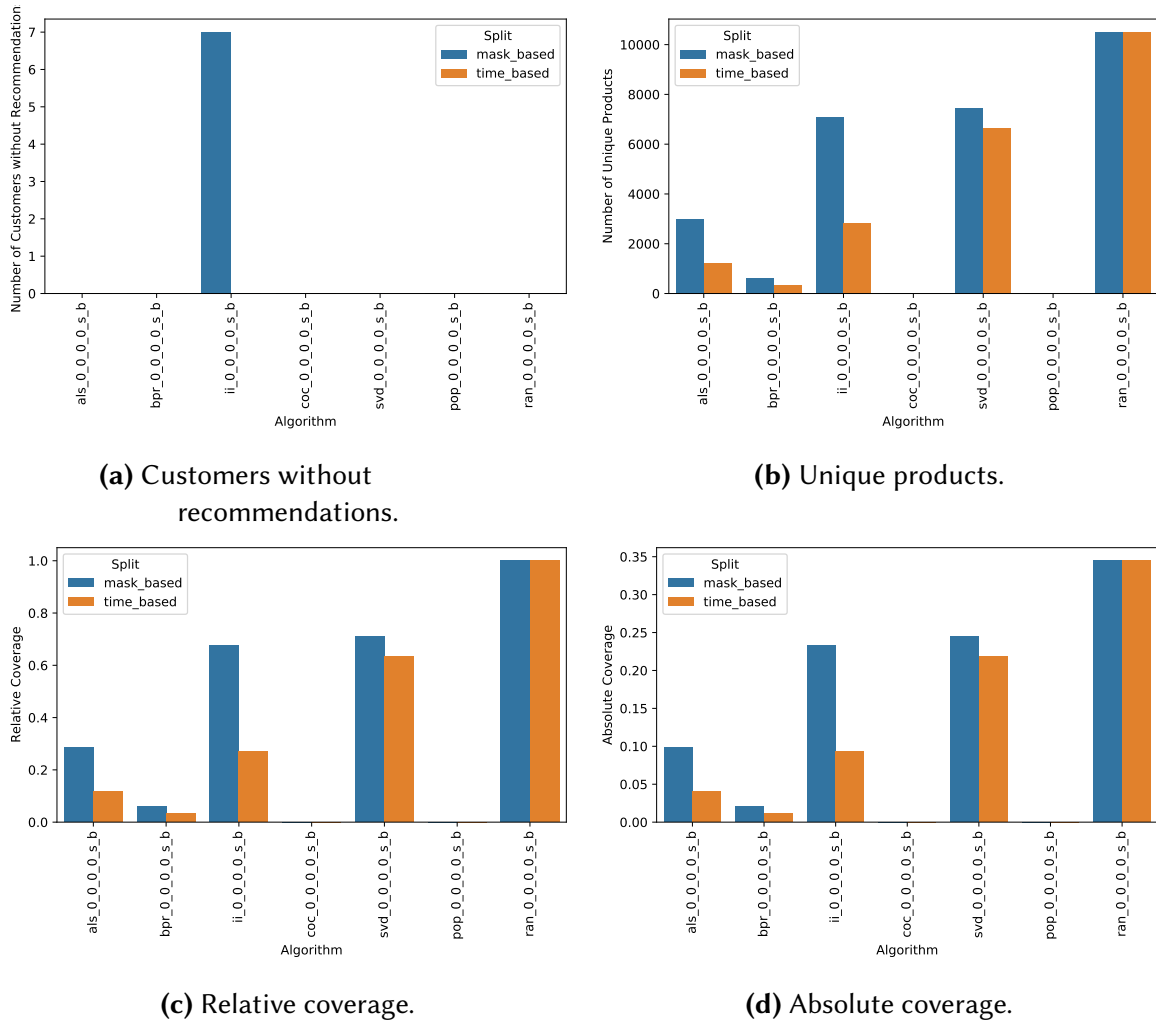 Number of Customers without Recommendation
7
6
5
4
3
2
1
0
Split
mask_based
time_based
als_0_0_0_0_s_b
bpr_0_0_0_0_s_b
ii_0_0_0_0_s_b
coc_0_0_0_0_s_b
svd_0_0_0_0_s_b
pop_0_0_0_0_s_b
ran_0_0_0_0_s_b
Algorithm
(a) Customers without
recommendations.
Number of Unique Products
10000
8000
6000
4000
2000
0
Split
mask_based
time_based
als_0_0_0_0_s_b
bpr_0_0_0_0_s_b
ii_0_0_0_0_s_b
coc_0_0_0_0_s_b
svd_0_0_0_0_s_b
pop_0_0_0_0_s_b
ran_0_0_0_0_s_b
Algorithm
(b) Unique products.
Relative Coverage
1.0
0.8
0.6
0.4
0.2
0.0
Split
mask_based
time_based
als_0_0_0_0_s_b
bpr_0_0_0_0_s_b
ii_0_0_0_0_s_b
coc_0_0_0_0_s_b
svd_0_0_0_0_s_b
pop_0_0_0_0_s_b
ran_0_0_0_0_s_b
Algorithm
(c) Relative coverage.
Absolute Coverage
0.35
0.30
0.25
0.20
0.15
0.10
0.05
0.00
Split
mask_based
time_based
als_0_0_0_0_s_b
bpr_0_0_0_0_s_b
ii_0_0_0_0_s_b
coc_0_0_0_0_s_b
svd_0_0_0_0_s_b
pop_0_0_0_0_s_b
ran_0_0_0_0_s_b
Algorithm
(d) Absolute coverage.